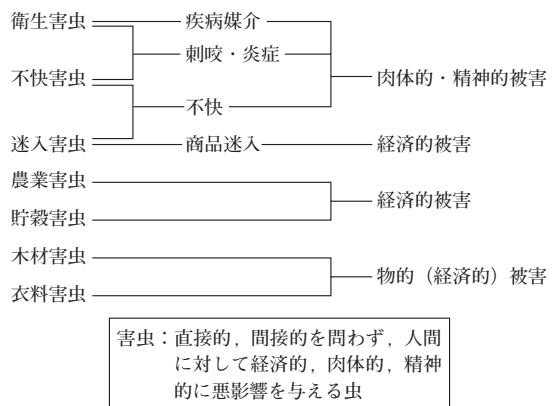 衛生害虫 疾病媒介
刺咬・炎症
不快害虫 肉体的・精神的被害
不快
迷入害虫 商品迷入 経済的被害
農業害虫
経済的被害
貯穀害虫
木材害虫
物的（経済的）被害
衣料害虫
害虫：直接的，間接的を問わず，人間
に対して経済的，肉体的，精神
的に悪影響を与える虫